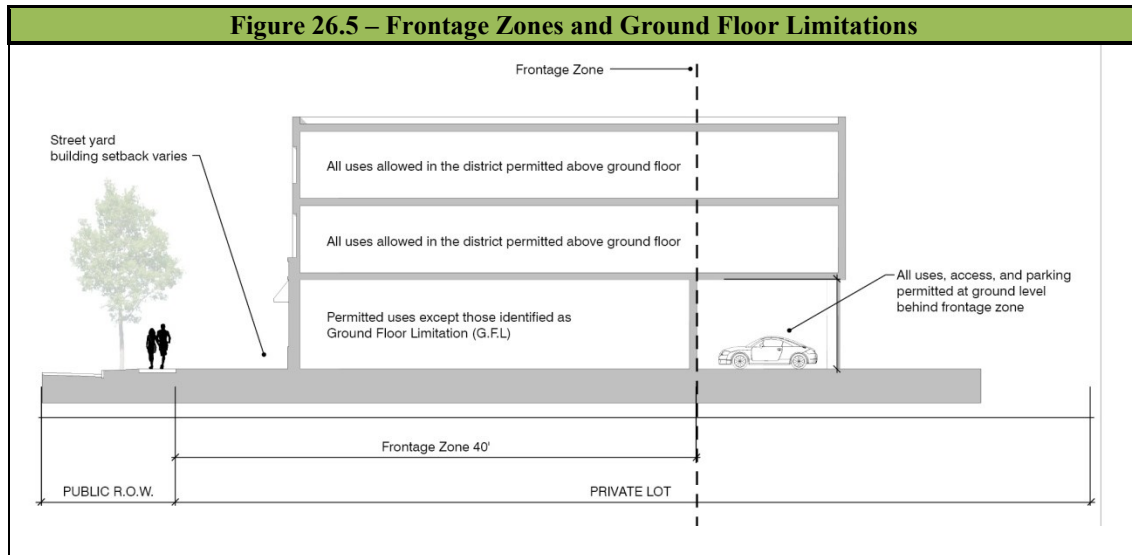 Figure 26.5 – Frontage Zones and Ground Floor Limitations
Frontage Zone
Street yard
building setback varies
All uses allowed in the district permitted above ground floor
All uses allowed in the district permitted above ground floor
All uses, access, and parking
permitted at ground level
behind frontage zone
Permitted uses except those identified as
Ground Floor Limitation (G.F.L)
Frontage Zone 40'
PUBLIC R.O.W.
PRIVATE LOT